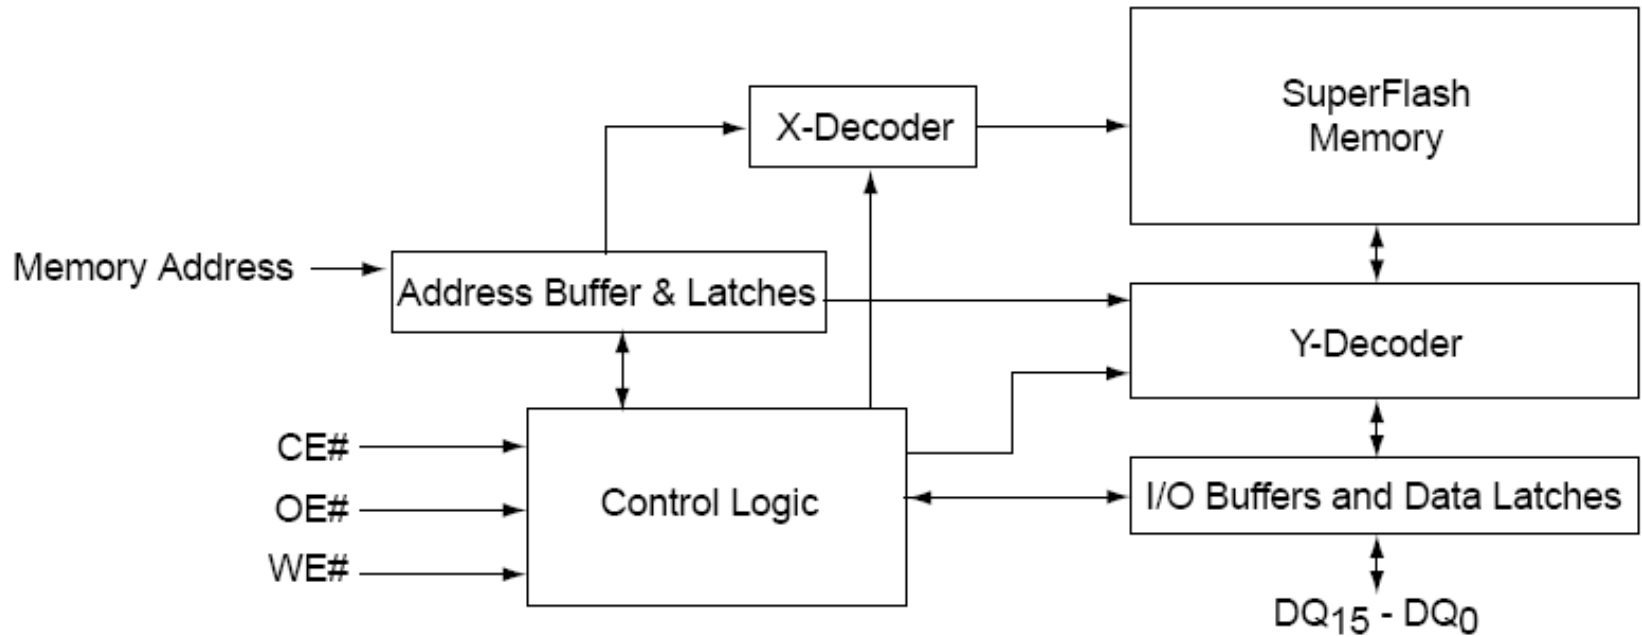 SuperFlash
Memory
X-Decoder
Memory Address
Address Buffer & Latches
Y-Decoder
CE#
OE#
WE#
Control Logic
I/O Buffers and Data Latches
DQ15 - DQ0